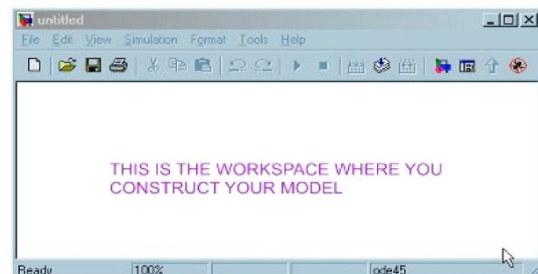 untitled
File Edit View Simulation Format Tools Help
THIS IS THE WORKSPACE WHERE YOU
CONSTRUCT YOUR MODEL
Ready 100% ode45